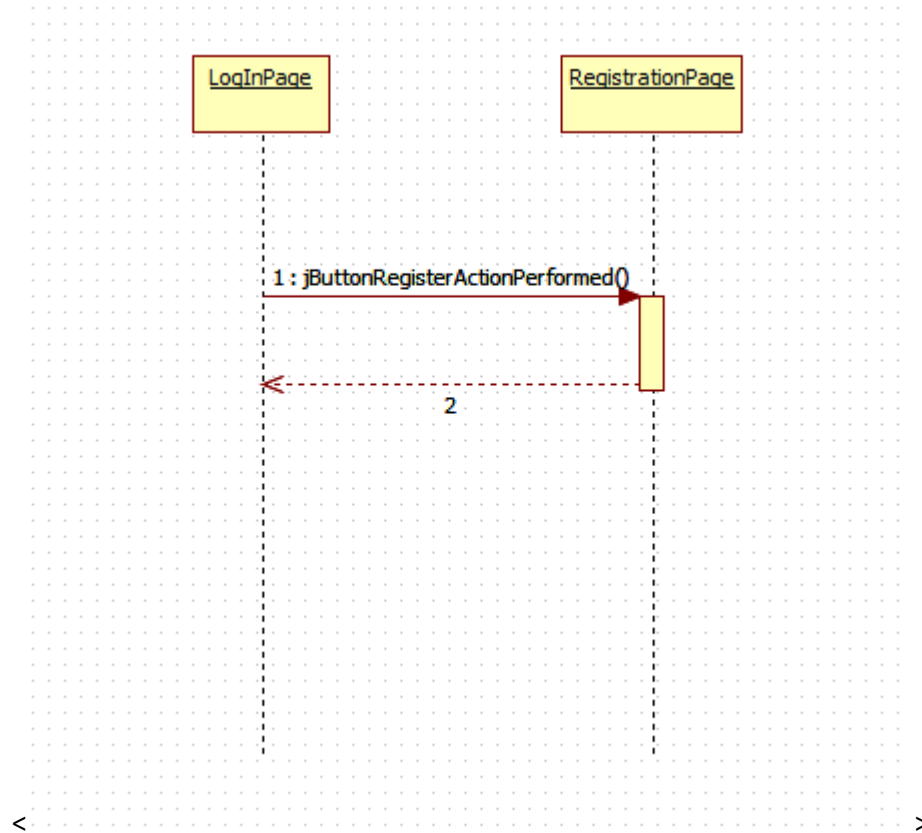 LogInPage
RegistrationPage
1 : jButtonRegisterActionPerformed()
2
< >